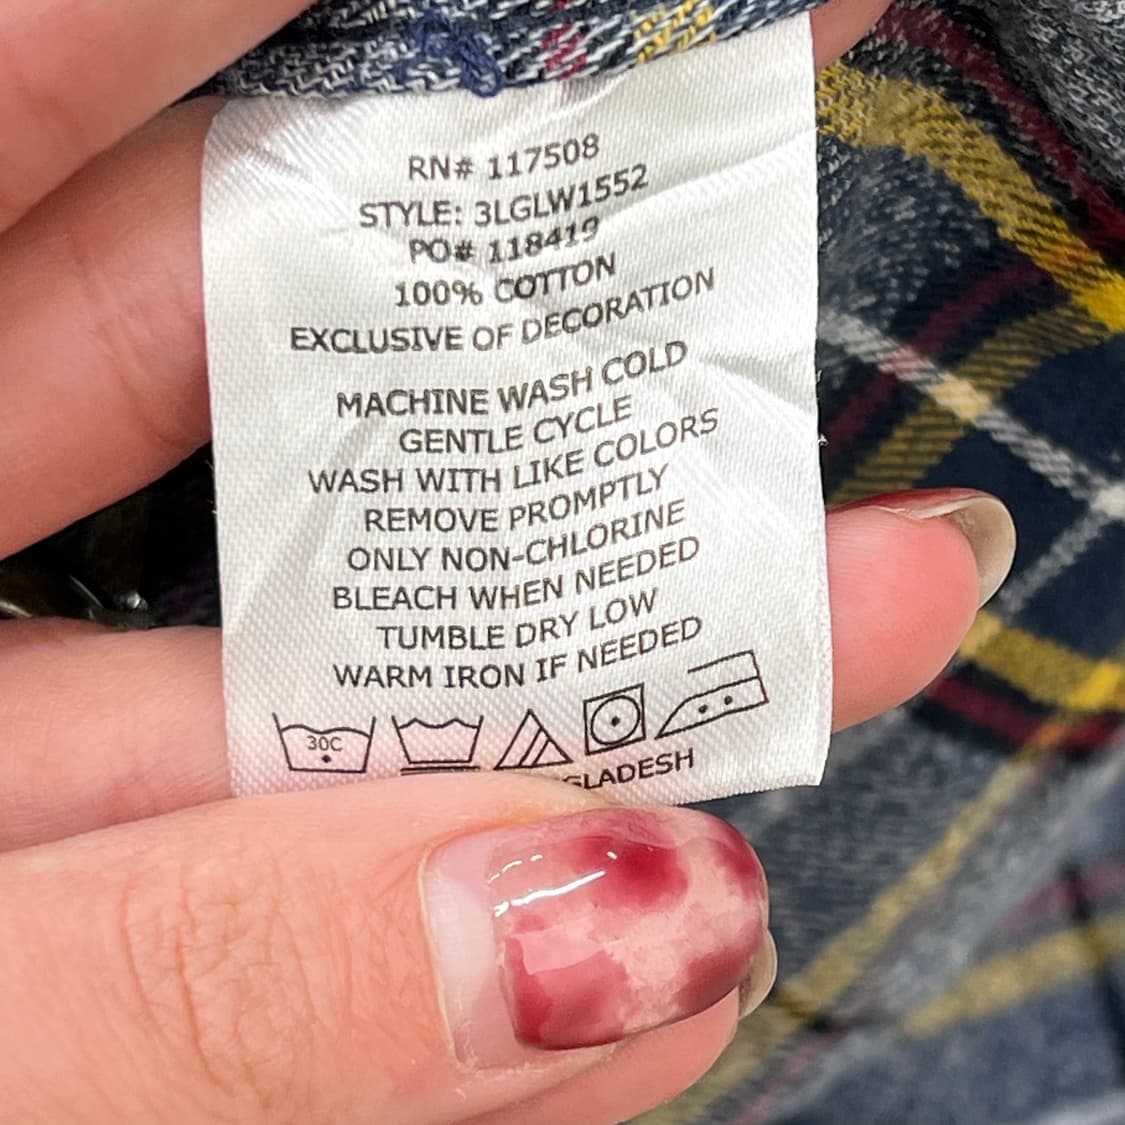 RN# 117508
STYLE: 3LGLW1552
PO# 118419
100% COTTON
EXCLUSIVE OF DECORATION
MACHINE WASH COLD
GENTLE CYCLE
WASH WITH LIKE COLORS
REMOVE PROMPTLY
ONLY NON-CHLORINE
BLEACH WHEN NEEDED
TUMBLE DRY LOW
WARM IRON IF NEEDED
30C
GLADESH